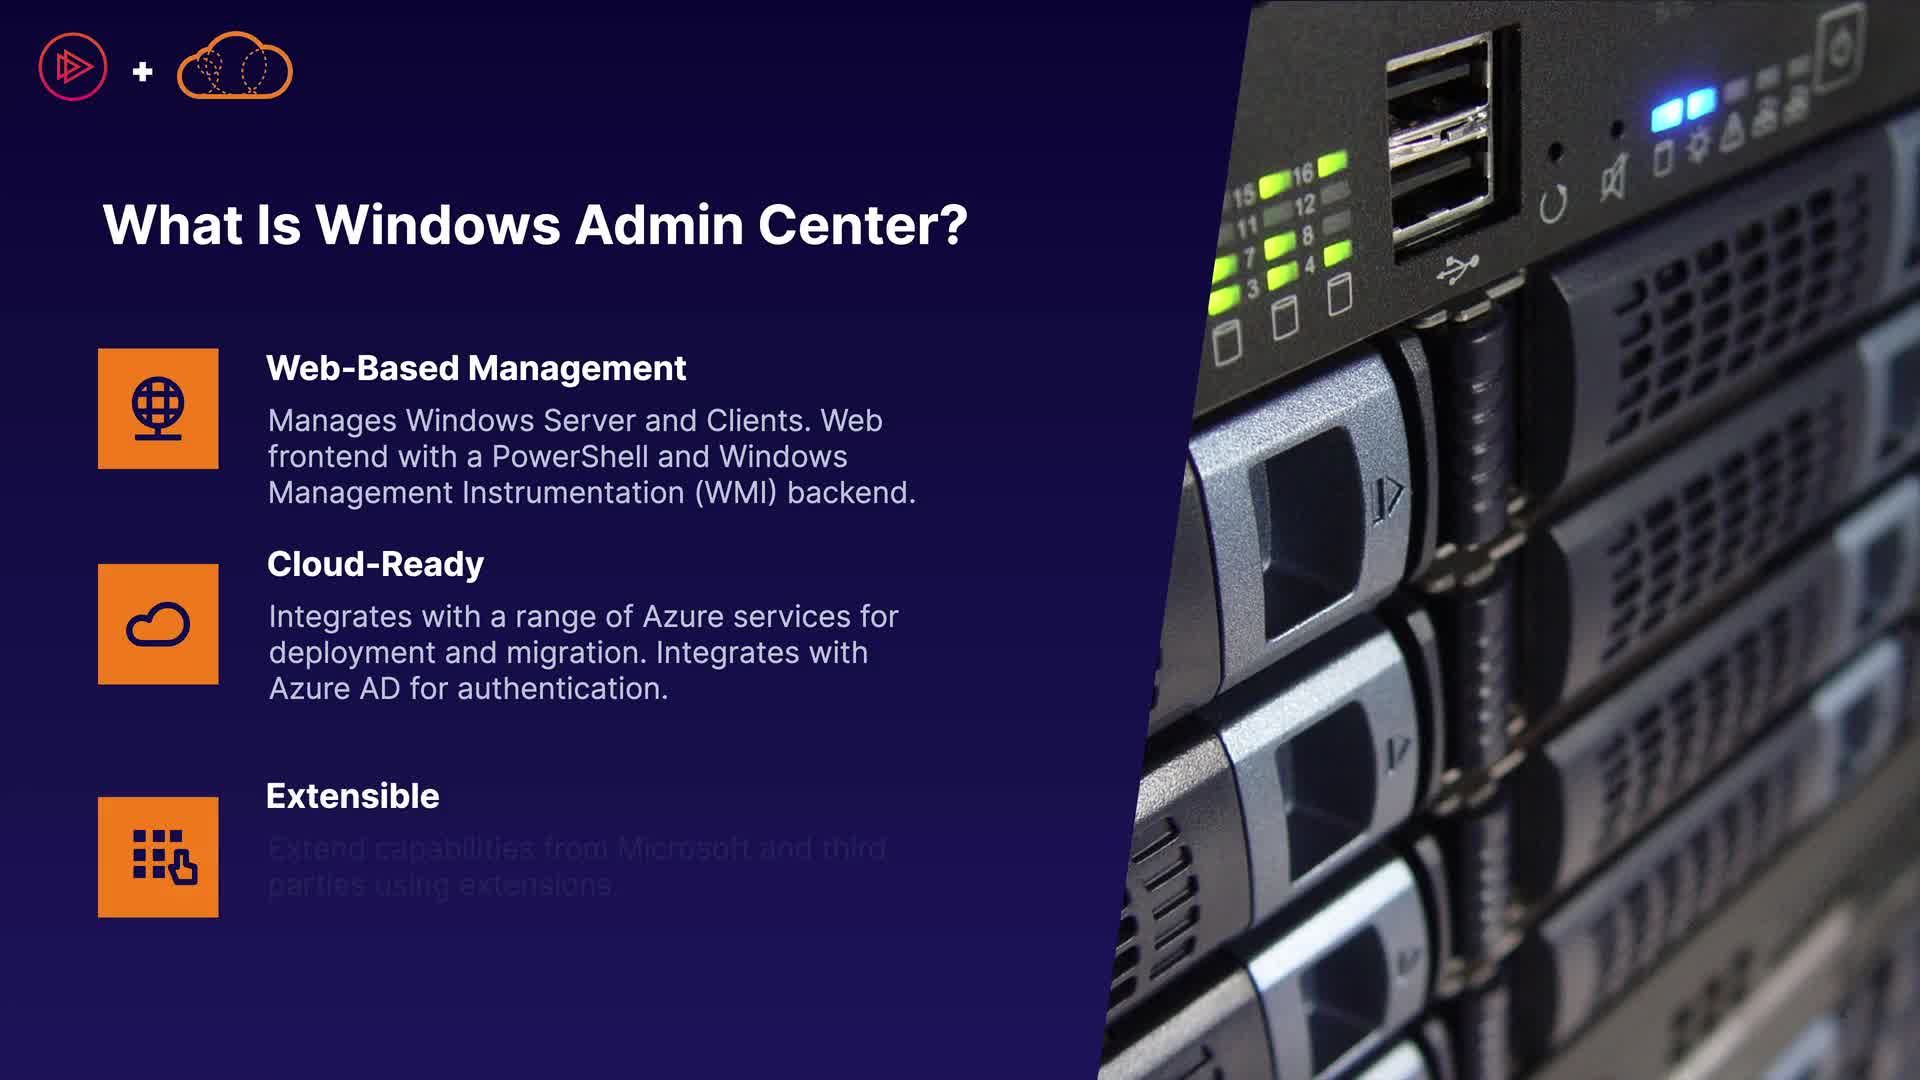 What Is Windows Admin Center?
Web-Based Management
Manages Windows Server and Clients. Web
frontend with a PowerShell and Windows
Management Instrumentation (WMI) backend.
Cloud-Ready
Integrates with a range of Azure services for
deployment and migration. Integrates with
Azure AD for authentication.
Extensible
Extend capabilities from Microsoft and third
parties using extensions.
15 16
11 12
7 8
3 4